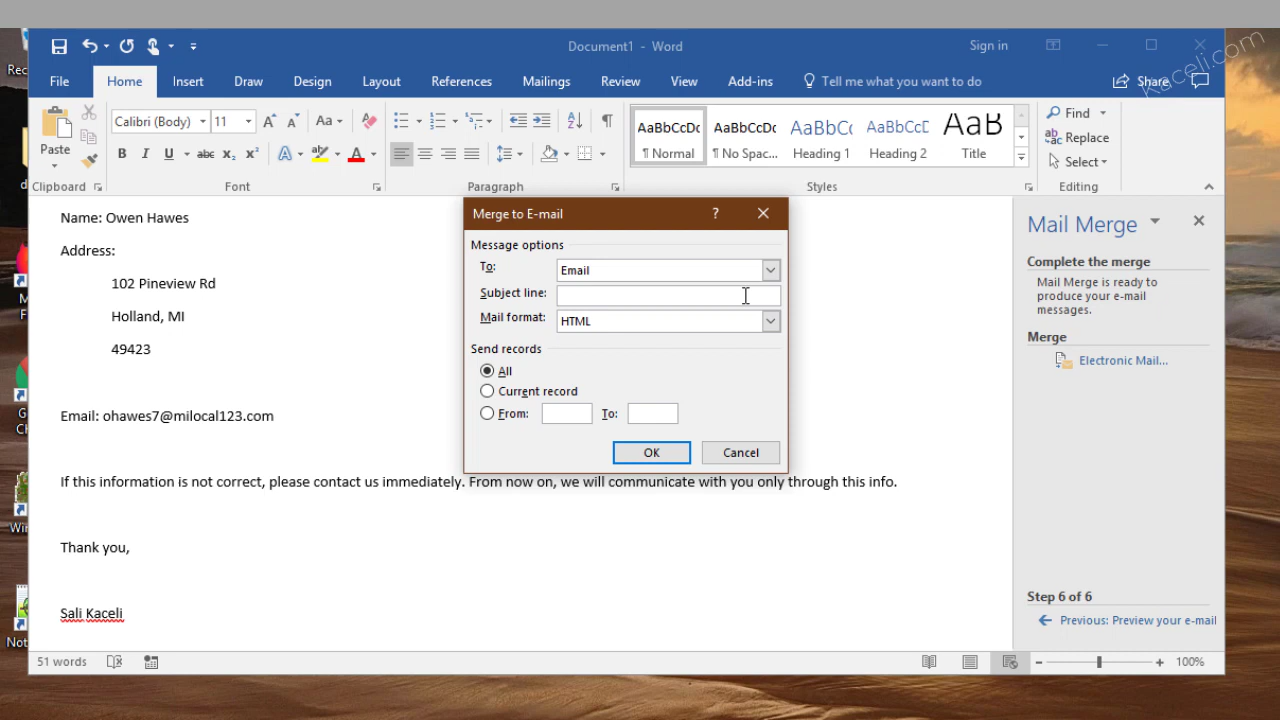 Document1 - Word
Sign in
Kaceli.com
File Home Insert Draw Design Layout References Mailings Review View Add-ins Tell me what you want to do Share
Paste
Calibri (Body) 11 Aa
B I U abc x₂ x² A A
AaBbCcDc AaBbCcDc AaBbCc AaBbCcD AaB
¶ Normal ¶ No Spac... Heading 1 Heading 2 Title
Find
Replace
Select
Clipboard Font Paragraph Styles Editing
Name: Owen Hawes
Address:
102 Pineview Rd
Holland, MI
49423
Email: ohawes7@milocal123.com
If this information is not correct, please contact us immediately. From now on, we will communicate with you only through this info.
Thank you,
Sali Kaceli
Merge to E-mail ?
Message options
To: Email
Subject line:
Mail format: HTML
Send records
All
Current record
From: To:
OK Cancel
Mail Merge
Complete the merge
Mail Merge is ready to
produce your e-mail
messages.
Merge
Electronic Mail...
Step 6 of 6
Previous: Preview your e-mail
51 words
100%